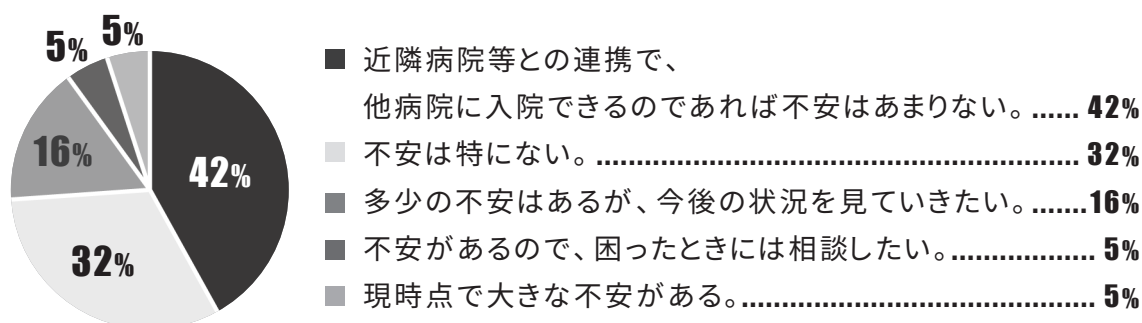 5%
5%
16%
42%
32%
■ 近隣病院等との連携で、
他病院に入院できるのであれば不安はあまりない。...... 42%
■ 不安は特にない。........................................................... 32%
■ 多少の不安はあるが、今後の状況を見ていきたい。.......16%
■ 不安があるので、困ったときには相談したい。.................. 5%
■ 現時点で大きな不安がある。........................................... 5%